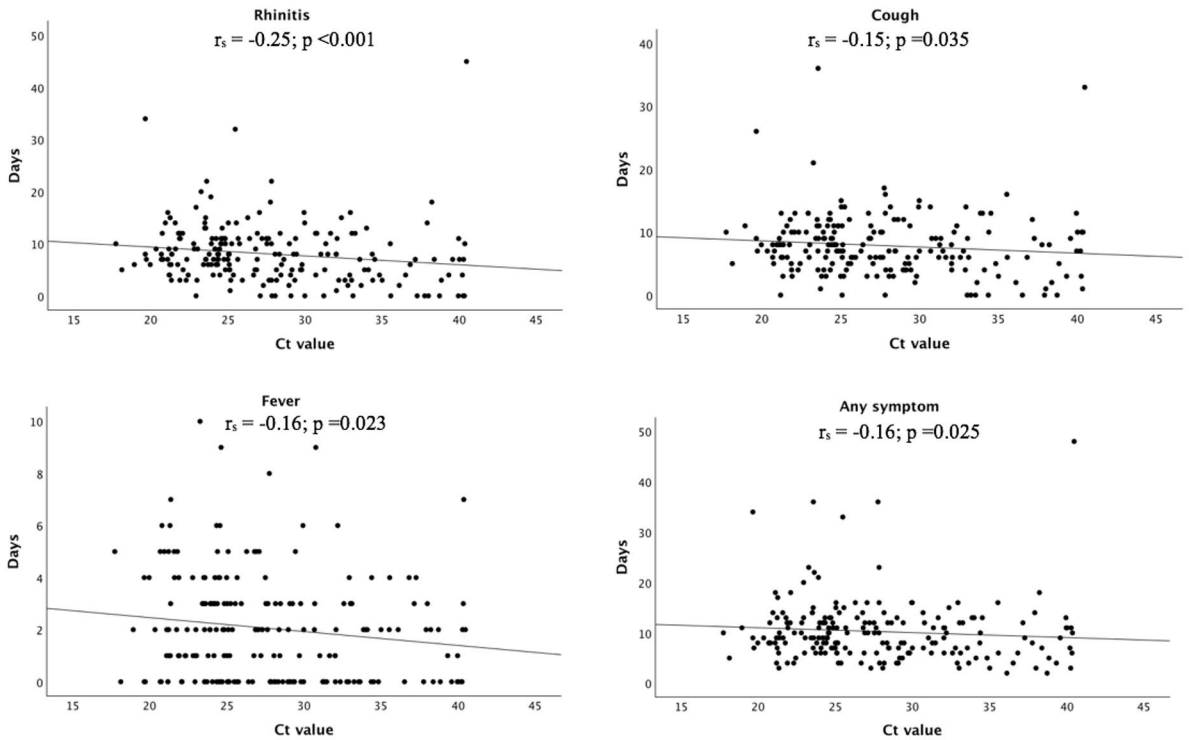 Rhinitis
rₛ = -0.25; p <0.001
50
40
30
20
10
0
Days
15 20 25 30 35 40 45
Ct value
Cough
rₛ = -0.15; p =0.035
40
30
20
10
0
Days
15 20 25 30 35 40 45
Ct value
Fever
rₛ = -0.16; p =0.023
10
8
6
4
2
0
Days
15 20 25 30 35 40 45
Ct value
Any symptom
rₛ = -0.16; p =0.025
50
40
30
20
10
0
Days
15 20 25 30 35 40 45
Ct value